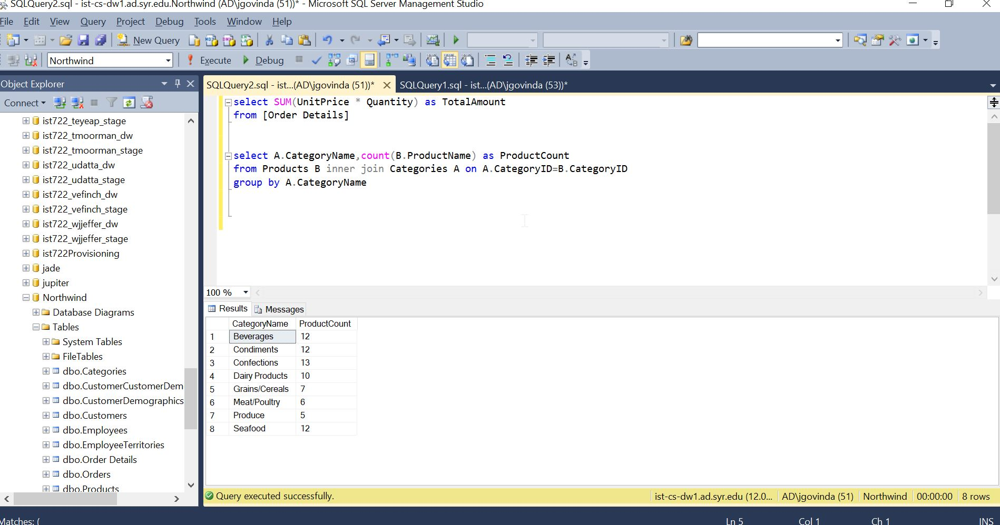 SQLQuery2.sql - ist-cs-dw1.ad.syr.edu.Northwind (AD\jgovinda (51))* - Microsoft SQL Server Management Studio
File Edit View Query Project Debug Tools Window Help
New Query
Northwind Execute Debug
Object Explorer
Connect
ist722_teyeap_stage
ist722_tmoorman_dw
ist722_tmoorman_stage
ist722_udatta_dw
ist722_udatta_stage
ist722_vefinch_dw
ist722_vefinch_stage
ist722_wjjeffer_dw
ist722_wjjeffer_stage
ist722Provisioning
jade
jupiter
Northwind
Database Diagrams
Tables
System Tables
FileTables
dbo.Categories
dbo.CustomerCustomerDem
dbo.CustomerDemographics
dbo.Customers
dbo.Employees
dbo.EmployeeTerritories
dbo.Order Details
dbo.Orders
dbo.Products
SQLQuery2.sql - ist...(AD\jgovinda (51))* SQLQuery1.sql - ist...(AD\jgovinda (53))*
select SUM(UnitPrice * Quantity) as TotalAmount
from [Order Details]
select A.CategoryName,count(B.ProductName) as ProductCount
from Products B inner join Categories A on A.CategoryID=B.CategoryID
group by A.CategoryName
100 %
Results Messages
CategoryName ProductCount
1 Beverages 12
2 Condiments 12
3 Confections 13
4 Dairy Products 10
5 Grains/Cereals 7
6 Meat/Poultry 6
7 Produce 5
8 Seafood 12
Query executed successfully. ist-cs-dw1.ad.syr.edu (12.0... AD\jgovinda (51) Northwind 00:00:00 8 rows
Matches: ( Ln 5 Col 1 Ch 1 INS